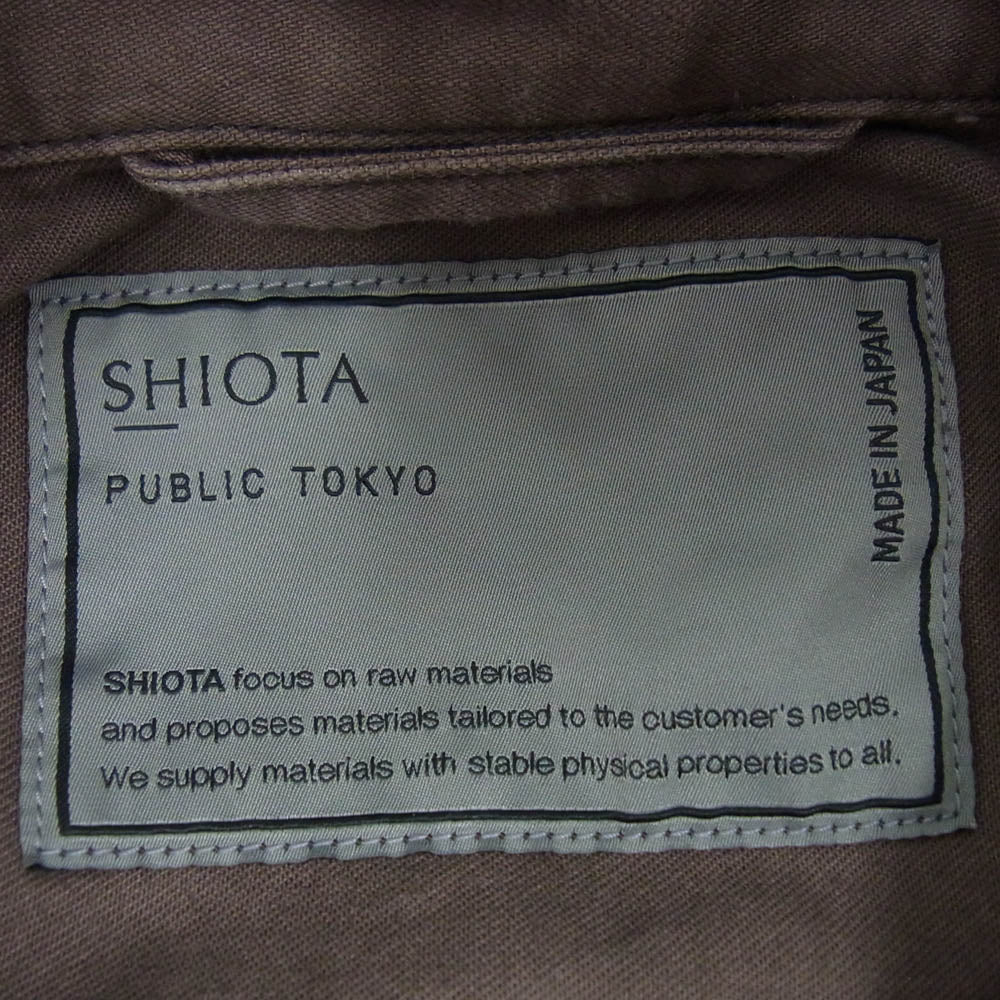 SHIOTA
PUBLIC TOKYO
MADE IN JAPAN
SHIOTA focus on raw materials
and proposes materials tailored to the customer's needs.
We supply materials with stable physical properties to all.